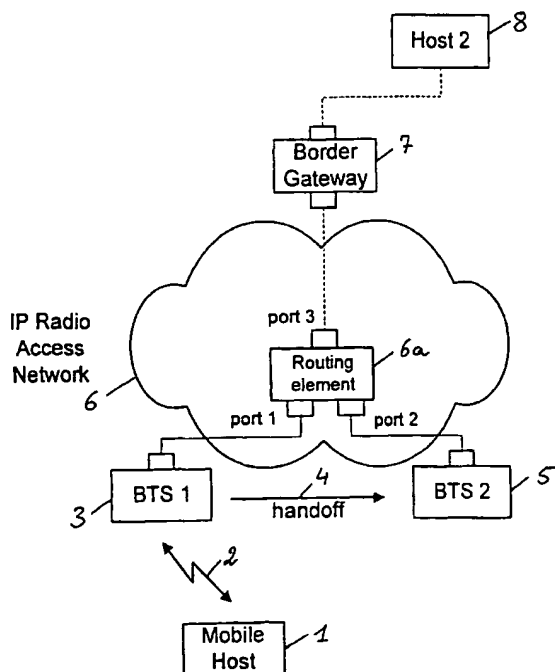 8
Host 2
Border
Gateway
7
IP Radio
Access
Network
6
port 3
Routing
element
6a
port 1
port 2
BTS 1
3
4
handoff
BTS 2
5
2
Mobile
Host
1